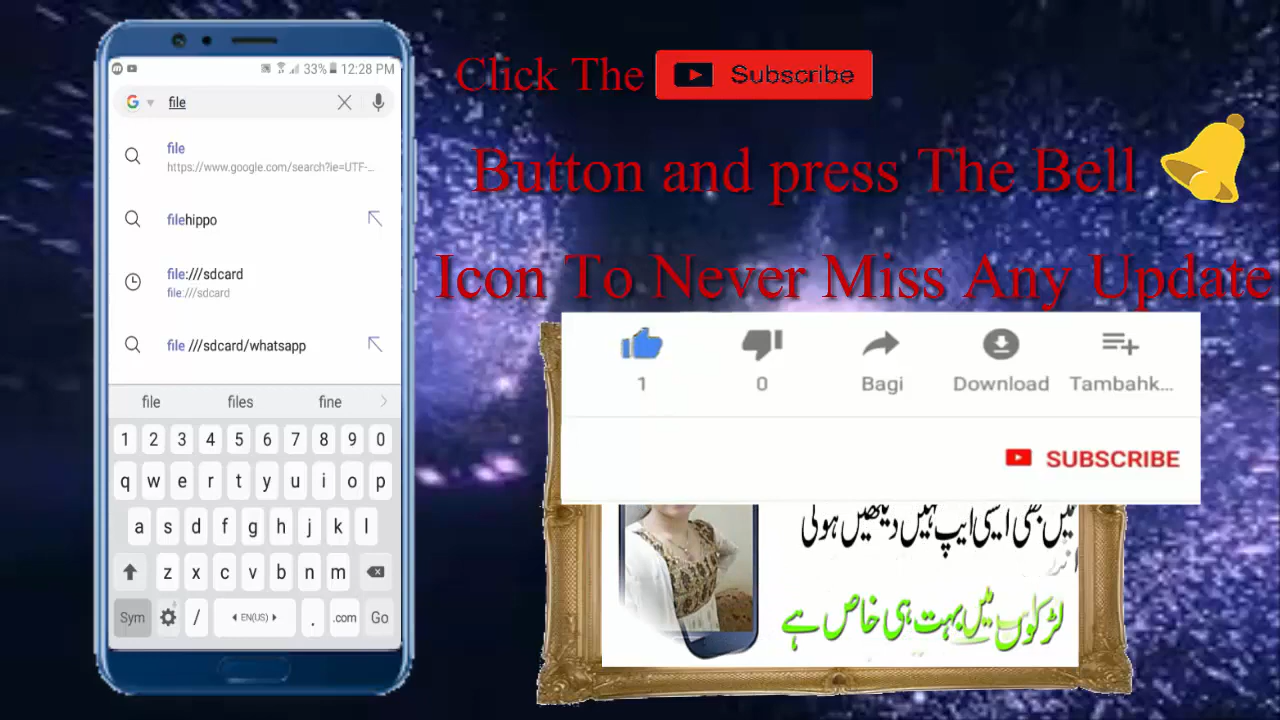 33% 12:28 PM
file
file
https://www.google.com/search?ie=UTF-...
filehippo
file:///sdcard
file:///sdcard
file ///sdcard/whatsapp
file files fine
1 2 3 4 5 6 7 8 9 0
q w e r t y u i o p
a s d f g h j k l
z x c v b n m
Sym / EN(US) . .com Go
Click The Subscribe
Button and press The Bell
Icon To Never Miss Any Update
1 0 Bagi Download Tambahk...
SUBSCRIBE
میں بھی ایسی ایپ نہیں دیکھیں ہوگی
لڑکوں میں بہت ہی خاص ہے